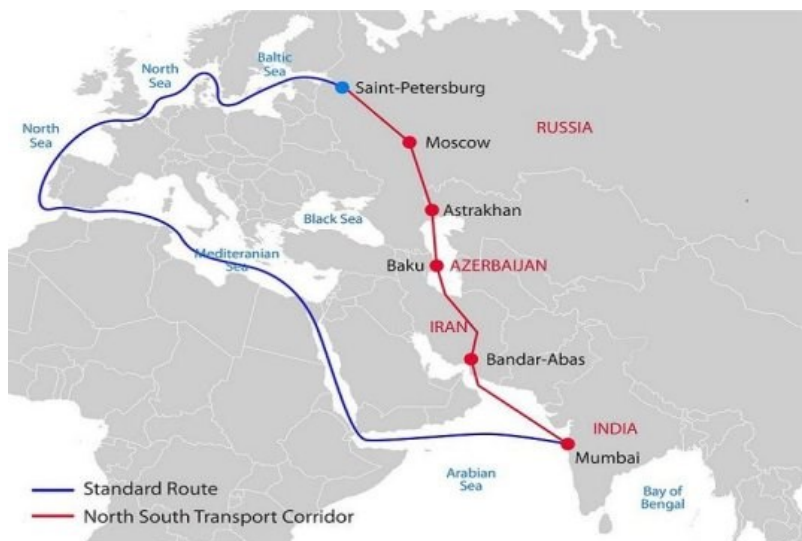 Baltic
Sea
North
Sea
Saint-Petersburg
North
Sea
Moscow
RUSSIA
Astrakhan
Black Sea
Mediteranian
Sea
Baku
AZERBAIJAN
IRAN
Bandar-Abas
INDIA
Mumbai
Arabian
Sea
Bay of
Bengal
Standard Route
North South Transport Corridor